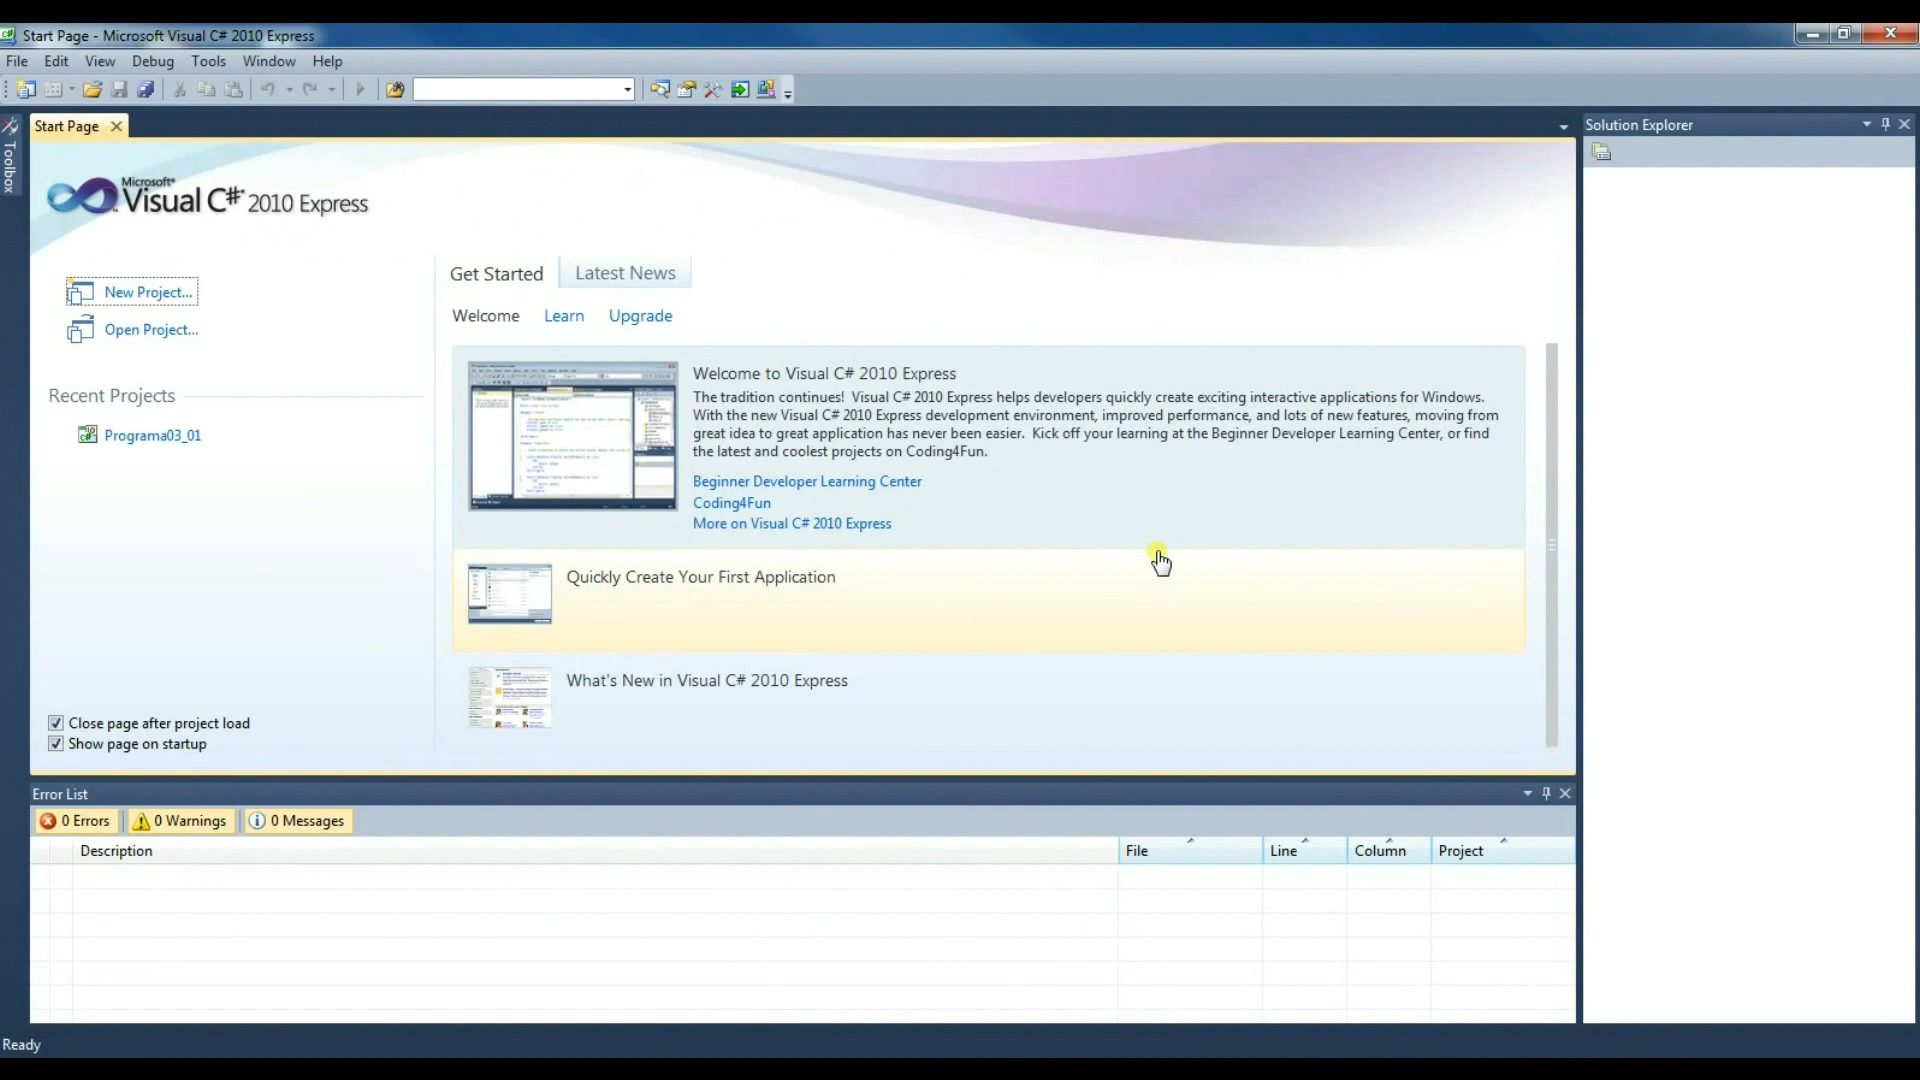 Start Page - Microsoft Visual C# 2010 Express
File Edit View Debug Tools Window Help
Toolbox
Start Page
Solution Explorer
Microsoft®
Visual C#® 2010 Express
New Project...
Open Project...
Recent Projects
Programa03_01
Close page after project load
Show page on startup
Get Started Latest News
Welcome Learn Upgrade
Welcome to Visual C# 2010 Express
The tradition continues! Visual C# 2010 Express helps developers quickly create exciting interactive applications for Windows.
With the new Visual C# 2010 Express development environment, improved performance, and lots of new features, moving from
great idea to great application has never been easier. Kick off your learning at the Beginner Developer Learning Center, or find
the latest and coolest projects on Coding4Fun.
Beginner Developer Learning Center
Coding4Fun
More on Visual C# 2010 Express
Quickly Create Your First Application
What's New in Visual C# 2010 Express
Error List
0 Errors 0 Warnings 0 Messages
Description File Line Column Project
Ready